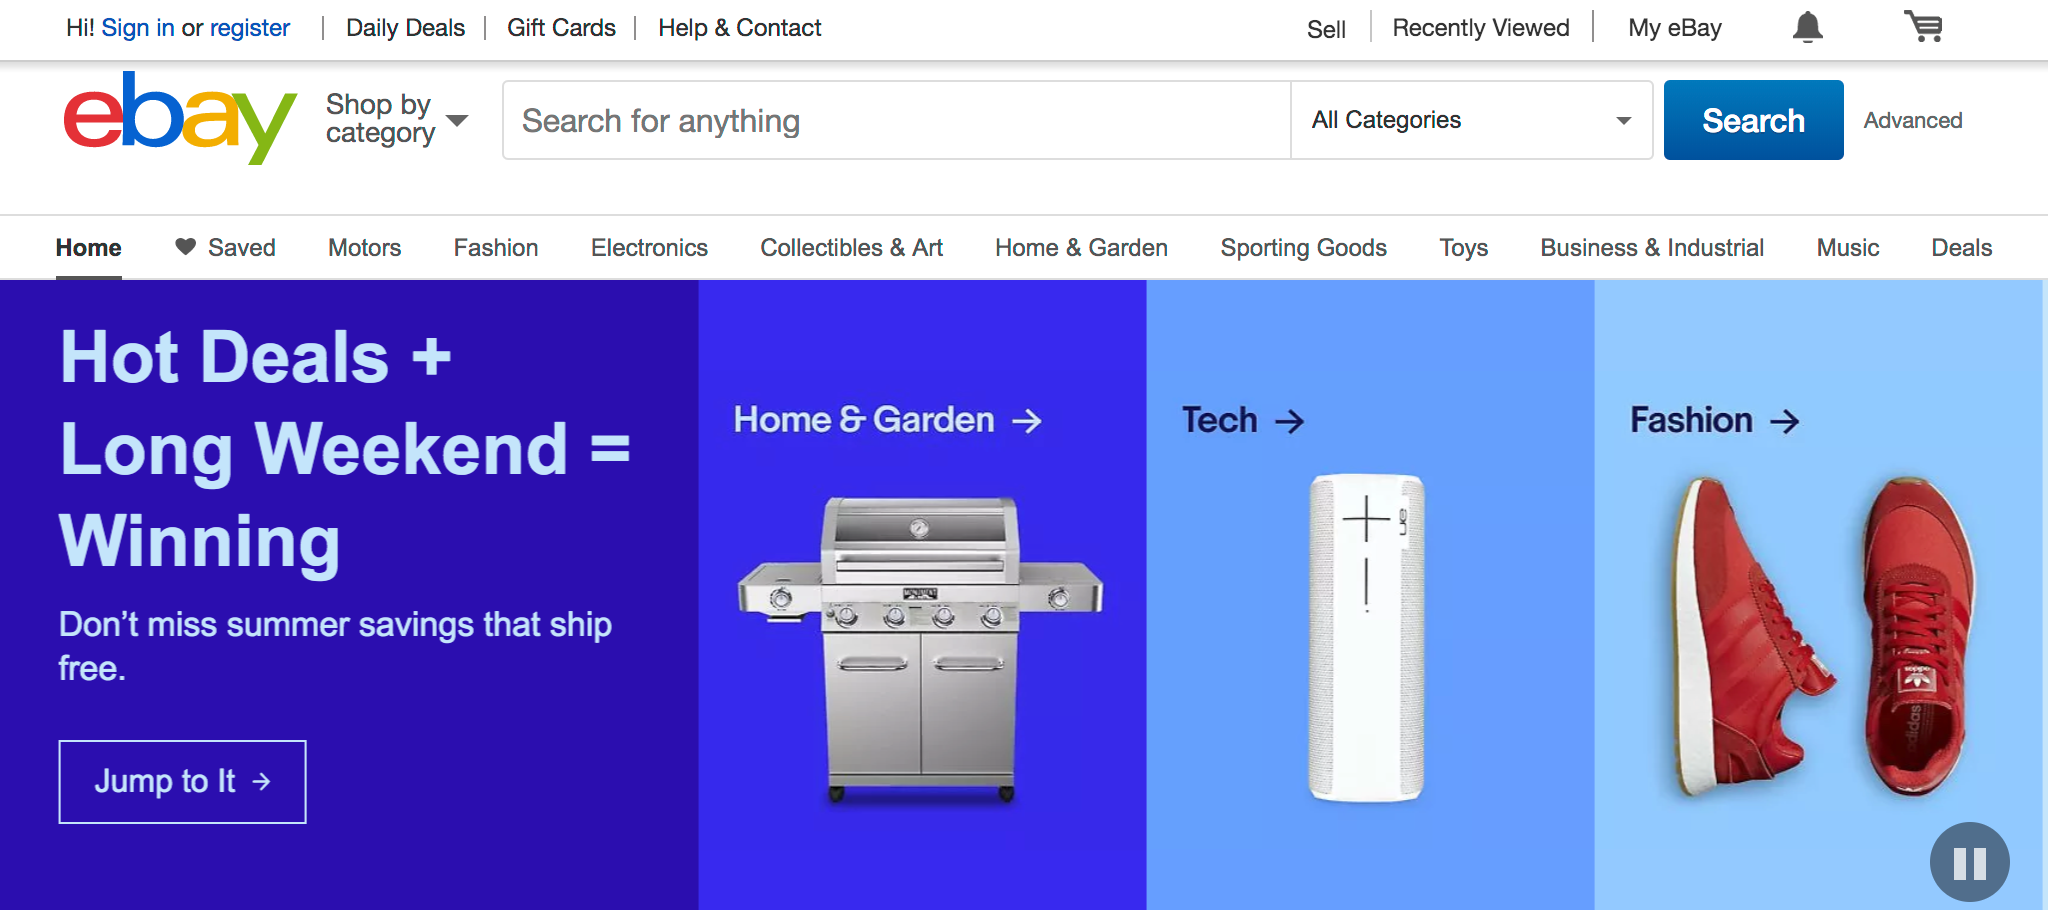 Hi! Sign in or register
Daily Deals
Gift Cards
Help & Contact
Sell
Recently Viewed
My eBay
ebay
Shop by
category
Search for anything
All Categories
Search
Advanced
Home
Saved
Motors
Fashion
Electronics
Collectibles & Art
Home & Garden
Sporting Goods
Toys
Business & Industrial
Music
Deals
Hot Deals +
Long Weekend =
Winning
Don’t miss summer savings that ship
free.
Jump to It →
Home & Garden →
Tech →
UE
Fashion →
adidas
adidas